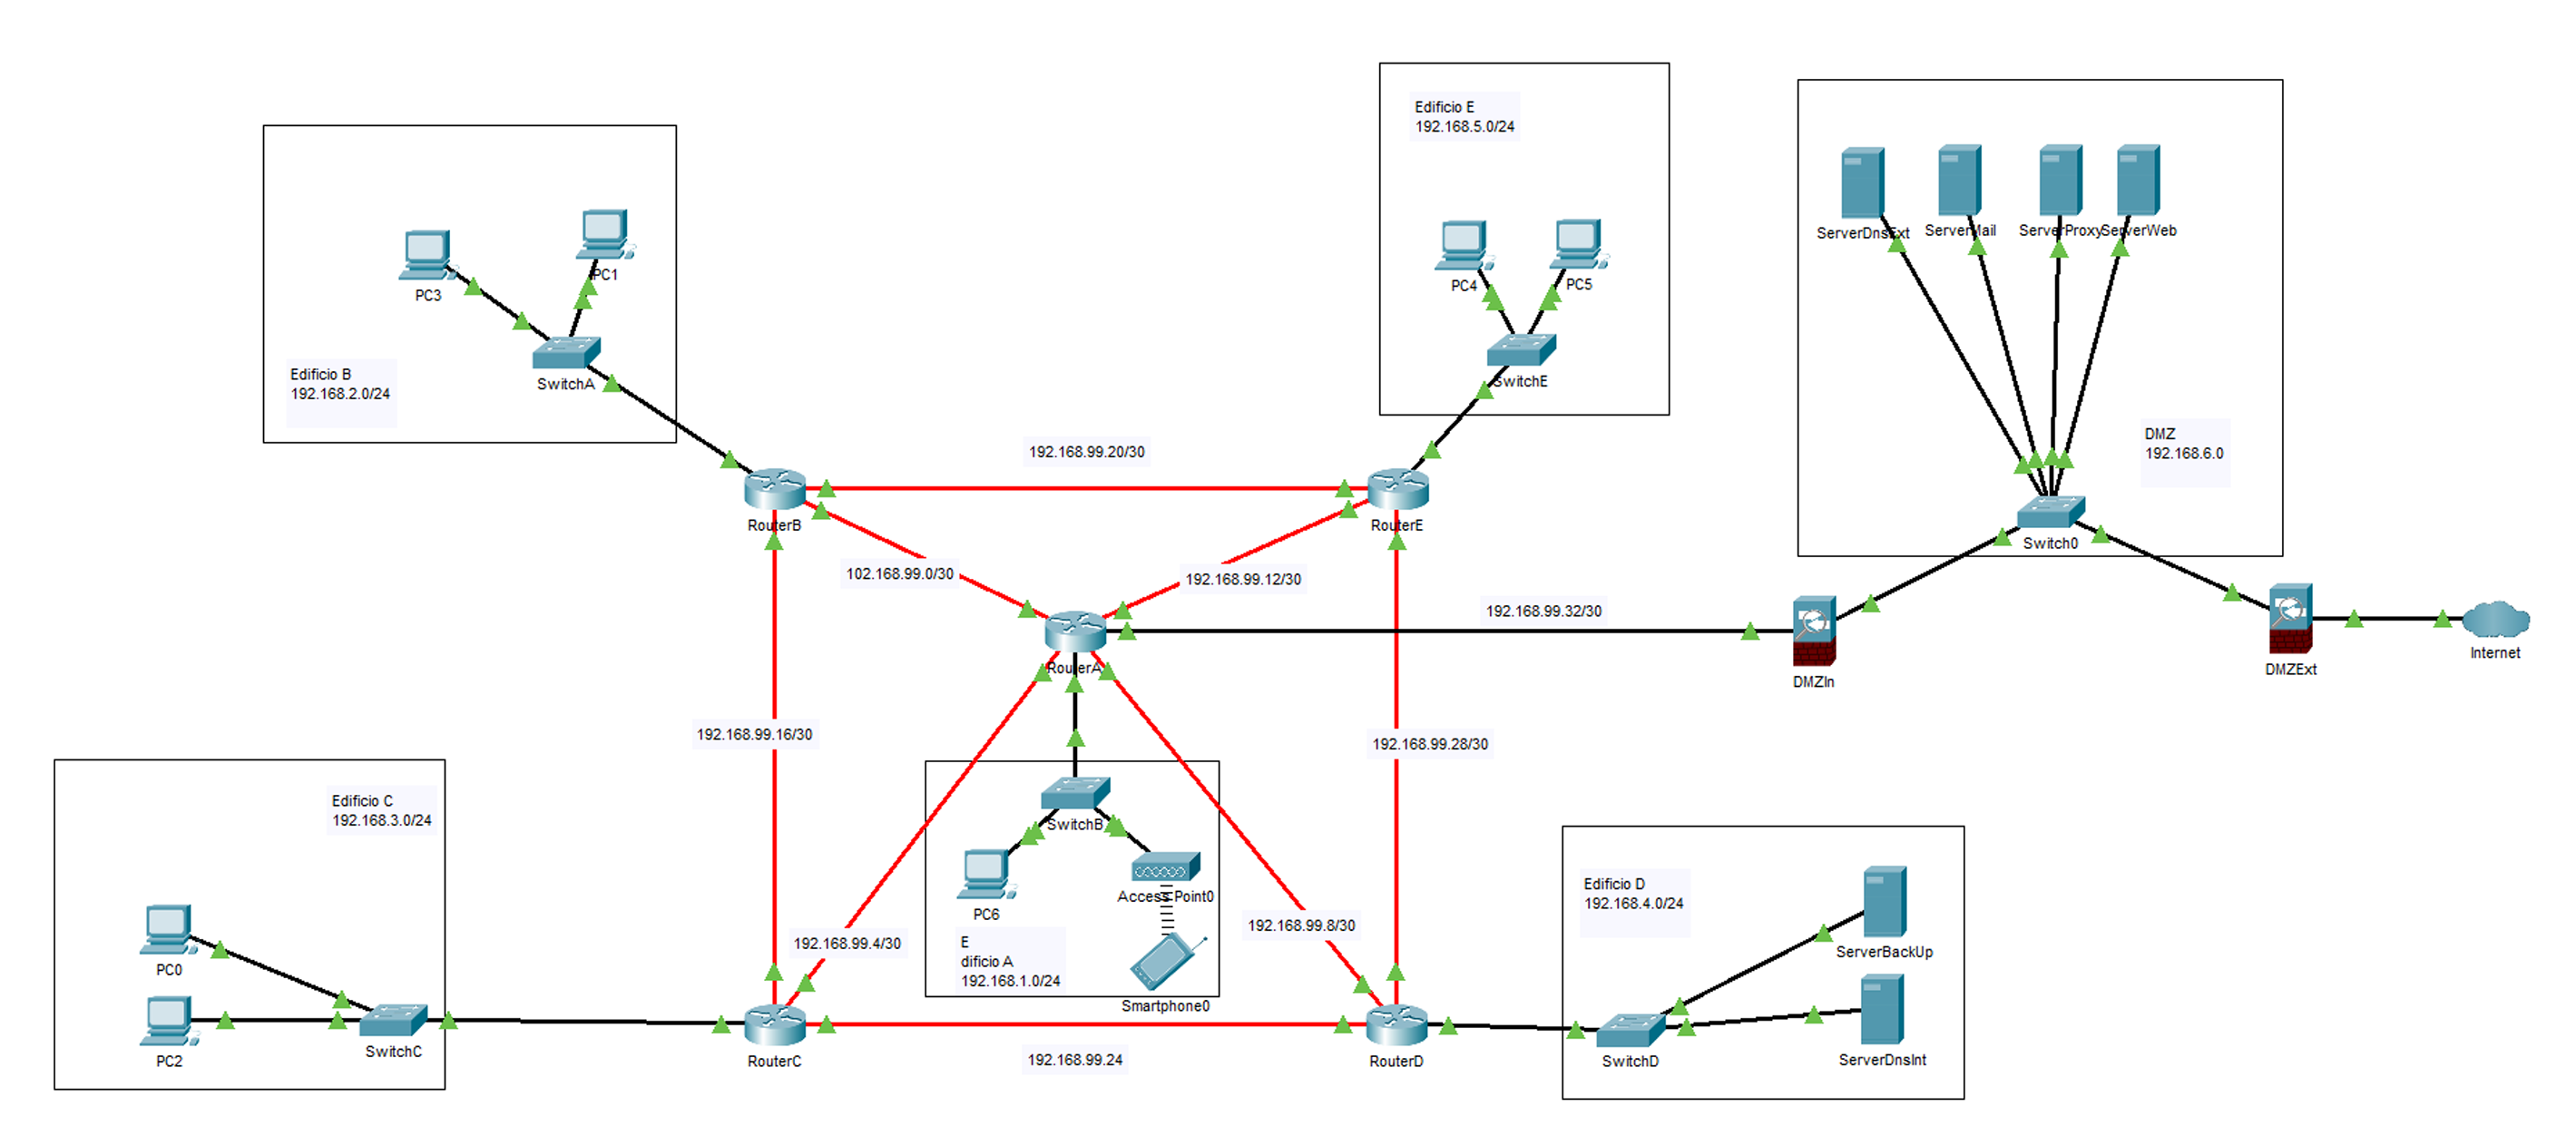 Edificio B
192.168.2.0/24
PC3
PC1
SwitchA
Edificio E
192.168.5.0/24
PC4
PC5
SwitchE
ServerDnsExt
ServerMail
ServerProxy
ServerWeb
DMZ
192.168.6.0
Switch0
192.168.99.20/30
RouterB
RouterE
102.168.99.0/30
192.168.99.12/30
192.168.99.32/30
RouterA
DMZIn
DMZExt
Internet
192.168.99.16/30
192.168.99.28/30
Edificio C
192.168.3.0/24
PC0
PC2
SwitchC
SwitchB
PC6
Access Point0
E
dificio A
192.168.1.0/24
Smartphone0
192.168.99.4/30
192.168.99.8/30
Edificio D
192.168.4.0/24
ServerBackUp
ServerDnsInt
SwitchD
RouterC
192.168.99.24
RouterD